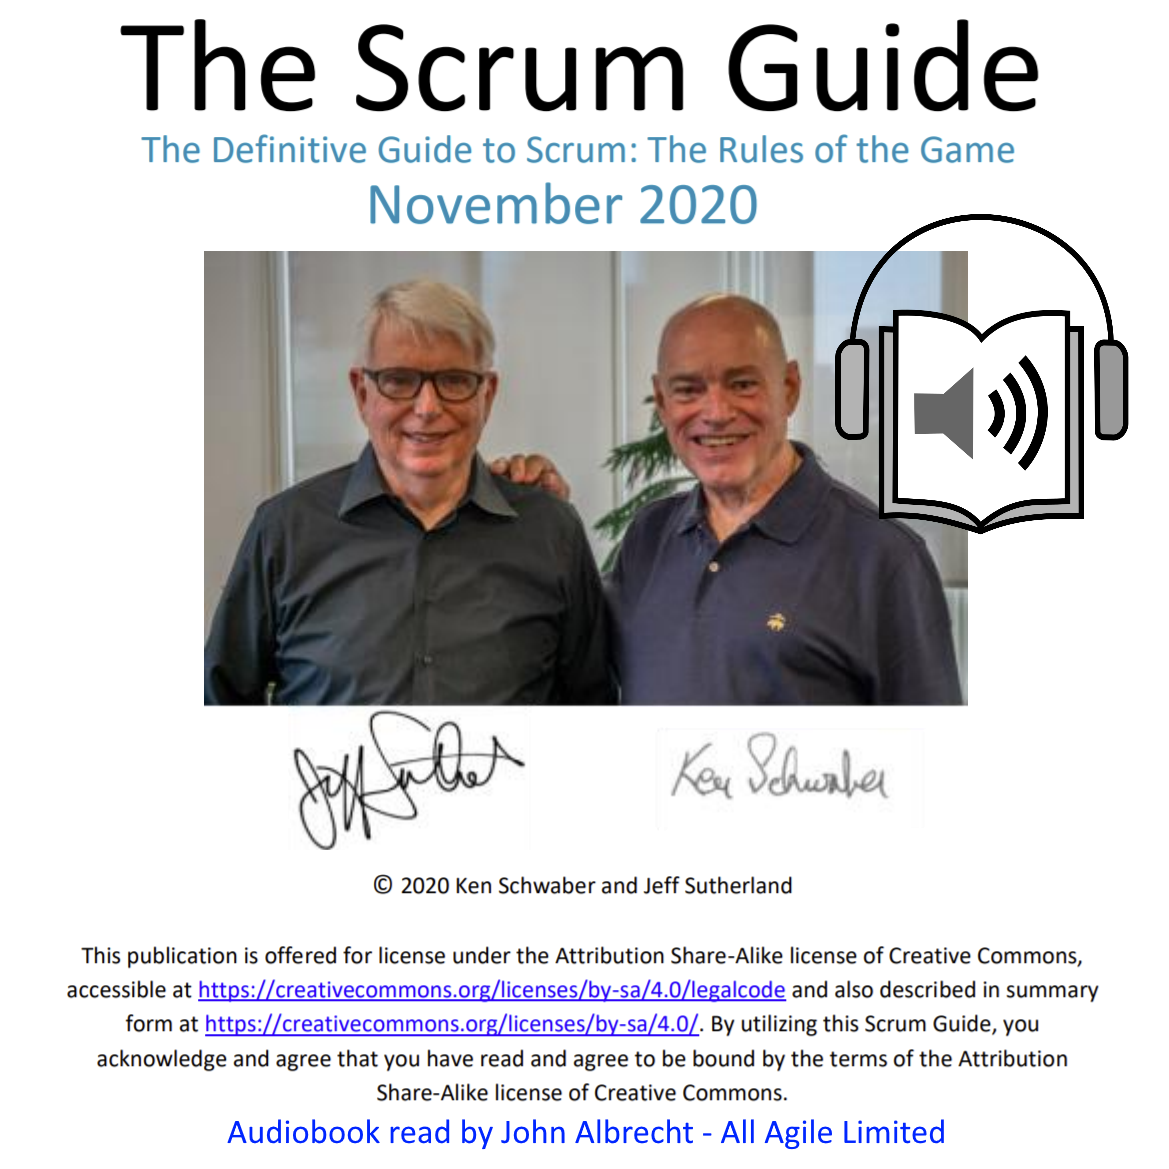 The Scrum Guide
The Definitive Guide to Scrum: The Rules of the Game
November 2020
Jeff Sutherland
Ken Schwaber
© 2020 Ken Schwaber and Jeff Sutherland
This publication is offered for license under the Attribution Share-Alike license of Creative Commons,
accessible at https://creativecommons.org/licenses/by-sa/4.0/legalcode and also described in summary
form at https://creativecommons.org/licenses/by-sa/4.0/. By utilizing this Scrum Guide, you
acknowledge and agree that you have read and agree to be bound by the terms of the Attribution
Share-Alike license of Creative Commons.
Audiobook read by John Albrecht - All Agile Limited